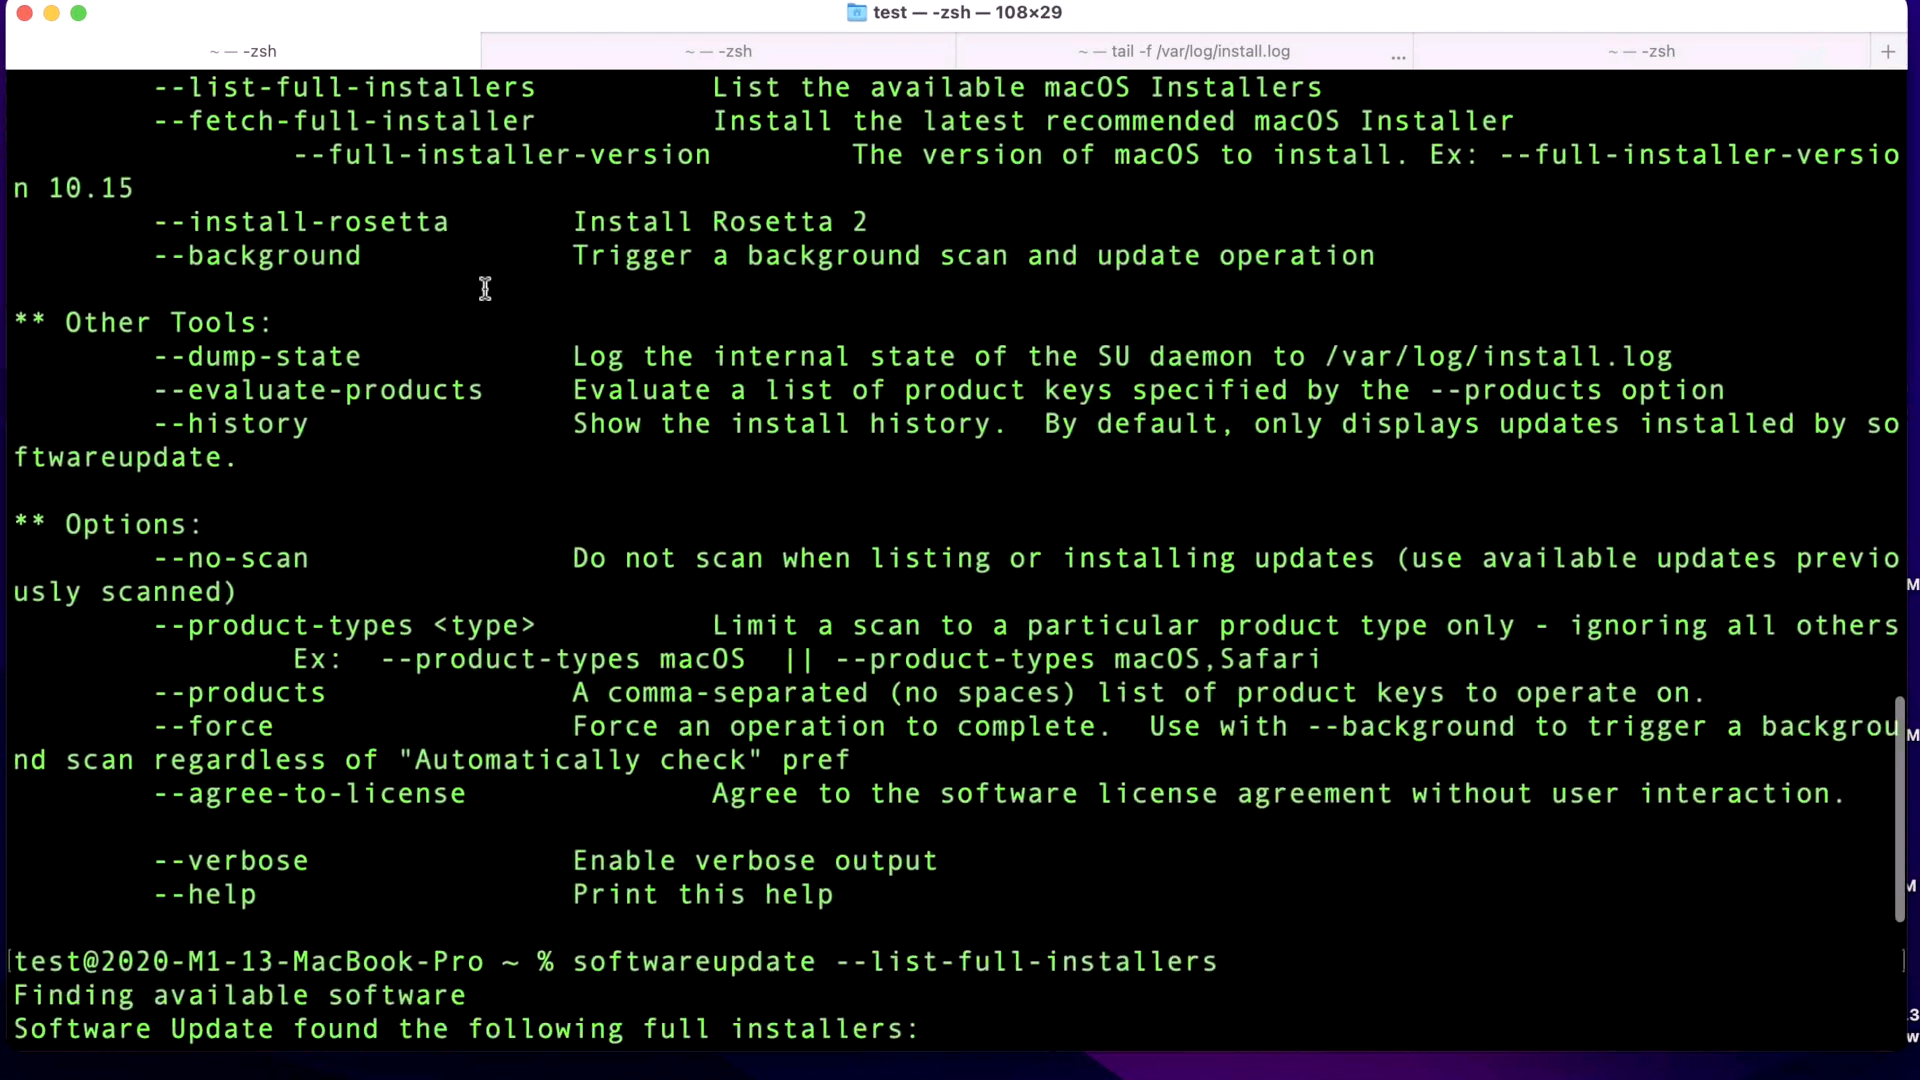 test — -zsh — 108×29
~ — -zsh
~ — -zsh
~ — tail -f /var/log/install.log ...
~ — -zsh
+
--list-full-installers List the available macOS Installers
--fetch-full-installer Install the latest recommended macOS Installer
--full-installer-version The version of macOS to install. Ex: --full-installer-versio
n 10.15
--install-rosetta Install Rosetta 2
--background Trigger a background scan and update operation
** Other Tools:
--dump-state Log the internal state of the SU daemon to /var/log/install.log
--evaluate-products Evaluate a list of product keys specified by the --products option
--history Show the install history.  By default, only displays updates installed by so
ftwareupdate.
** Options:
--no-scan Do not scan when listing or installing updates (use available updates previo
usly scanned)
--product-types <type> Limit a scan to a particular product type only - ignoring all others
Ex:  --product-types macOS  || --product-types macOS,Safari
--products A comma-separated (no spaces) list of product keys to operate on.
--force Force an operation to complete.  Use with --background to trigger a backgrou
nd scan regardless of "Automatically check" pref
--agree-to-license Agree to the software license agreement without user interaction.
--verbose Enable verbose output
--help Print this help
[test@2020-M1-13-MacBook-Pro ~ % softwareupdate --list-full-installers ]
Finding available software
Software Update found the following full installers: